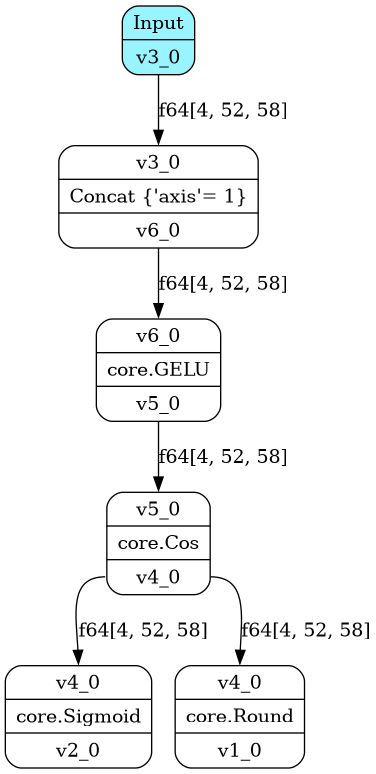 Input
v3_0
f64[4, 52, 58]
v3_0
Concat {'axis'= 1}
v6_0
f64[4, 52, 58]
v6_0
core.GELU
v5_0
f64[4, 52, 58]
v5_0
core.Cos
v4_0
f64[4, 52, 58]
f64[4, 52, 58]
v4_0
core.Sigmoid
v2_0
v4_0
core.Round
v1_0